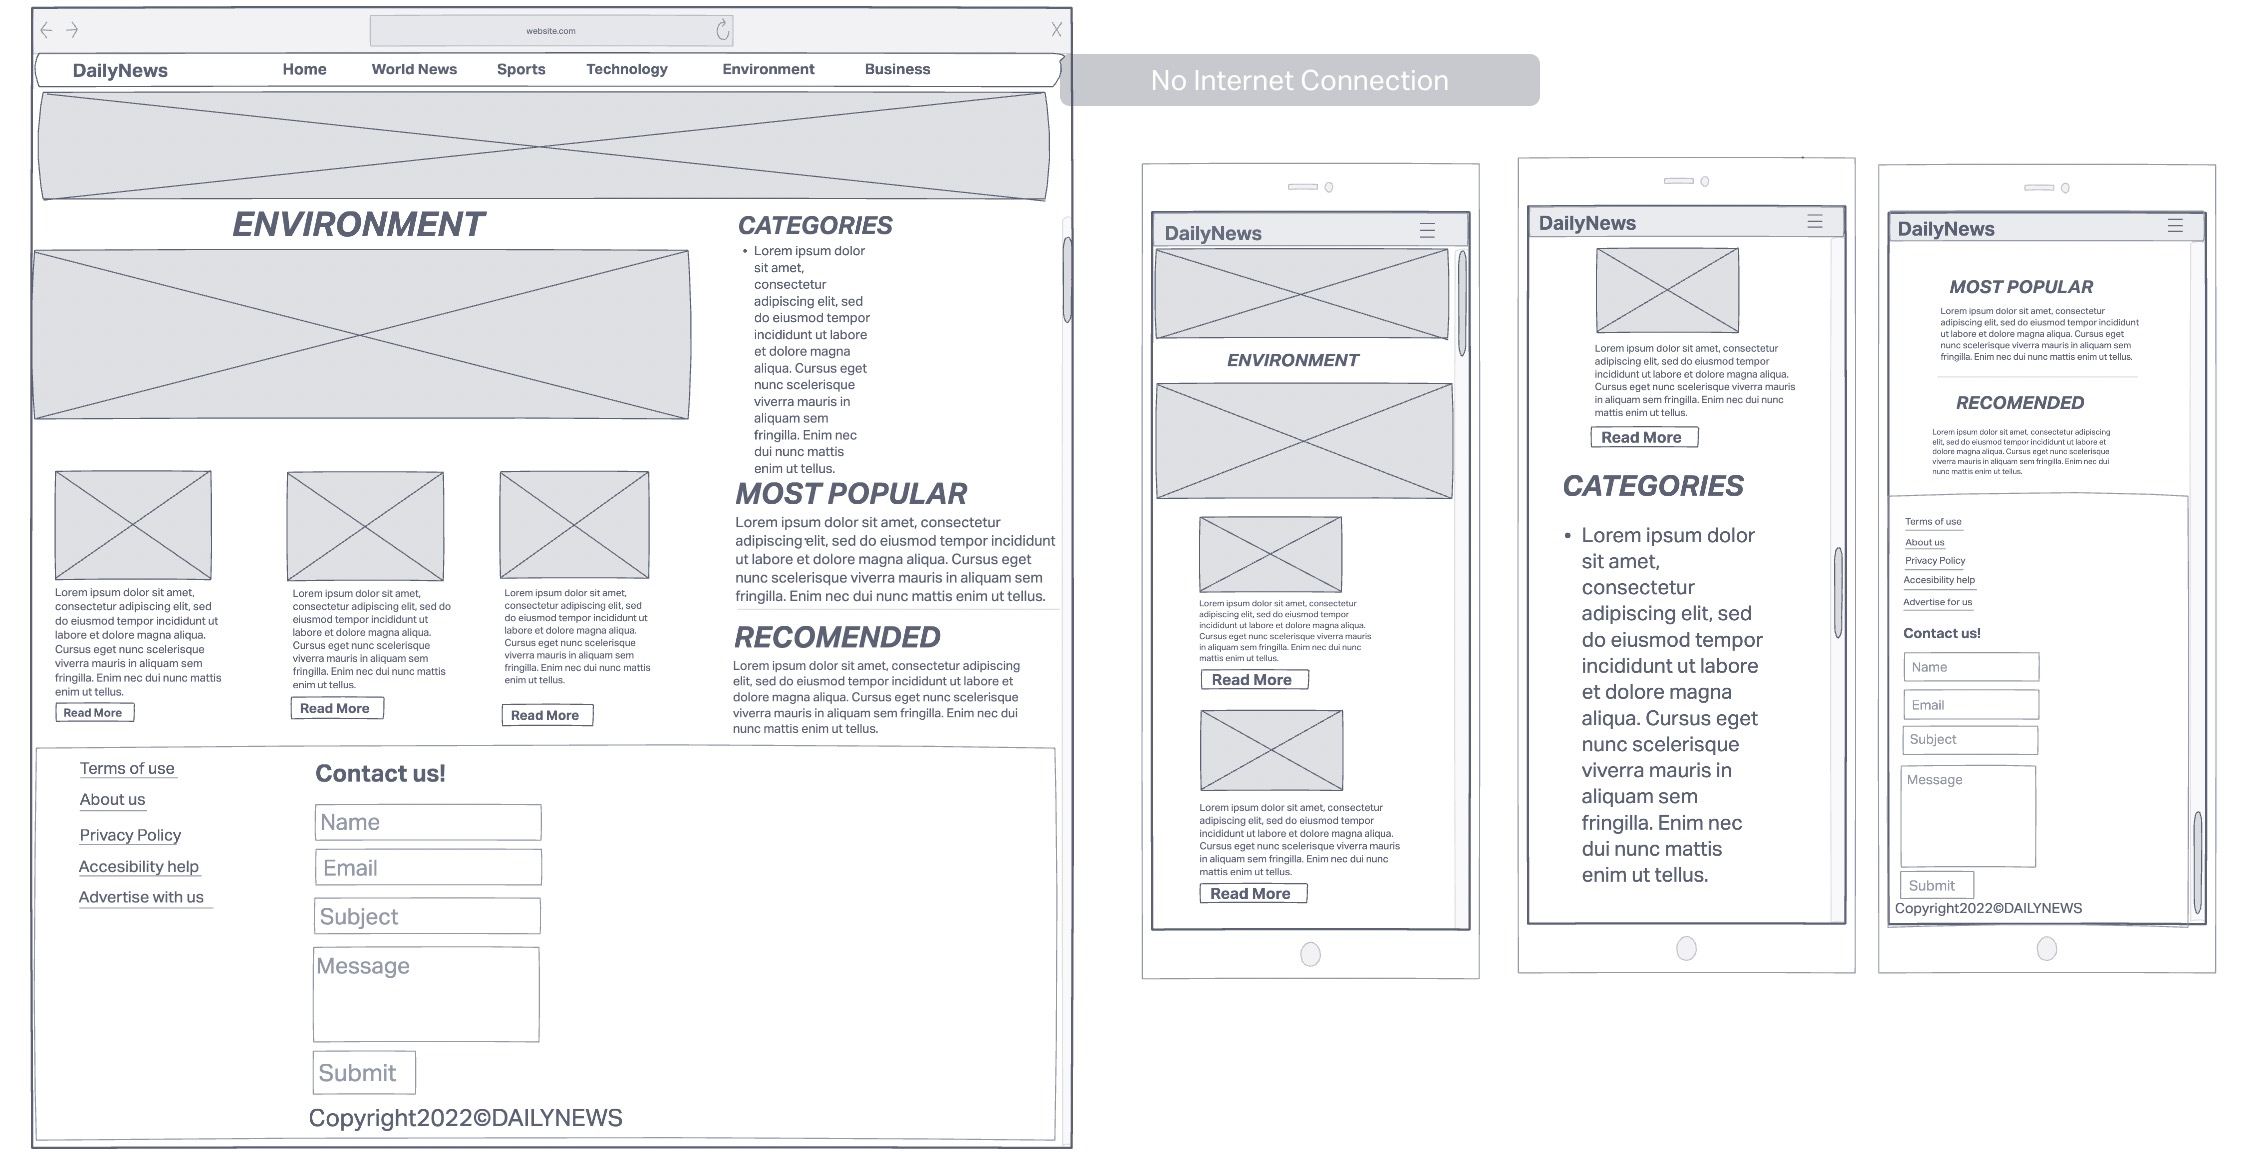 website.com
DailyNews Home World News Sports Technology Environment Business
No Internet Connection
ENVIRONMENT
Lorem ipsum dolor sit amet,
consectetur adipiscing elit, sed
do eiusmod tempor incididunt ut
labore et dolore magna aliqua.
Cursus eget nunc scelerisque
viverra mauris in aliquam sem
fringilla. Enim nec dui nunc mattis
enim ut tellus.
Read More
Lorem ipsum dolor sit amet,
consectetur adipiscing elit, sed do
eiusmod tempor incididunt ut
labore et dolore magna aliqua.
Cursus eget nunc scelerisque
viverra mauris in aliquam sem
fringilla. Enim nec dui nunc mattis
enim ut tellus.
Read More
Lorem ipsum dolor sit amet,
consectetur adipiscing elit, sed
do eiusmod tempor incididunt ut
labore et dolore magna aliqua.
Cursus eget nunc scelerisque
viverra mauris in aliquam sem
fringilla. Enim nec dui nunc mattis
enim ut tellus.
Read More
CATEGORIES
• Lorem ipsum dolor
sit amet,
consectetur
adipiscing elit, sed
do eiusmod tempor
incididunt ut labore
et dolore magna
aliqua. Cursus eget
nunc scelerisque
viverra mauris in
aliquam sem
fringilla. Enim nec
dui nunc mattis
enim ut tellus.
MOST POPULAR
Lorem ipsum dolor sit amet, consectetur
adipiscing elit, sed do eiusmod tempor incididunt
ut labore et dolore magna aliqua. Cursus eget
nunc scelerisque viverra mauris in aliquam sem
fringilla. Enim nec dui nunc mattis enim ut tellus.
RECOMENDED
Lorem ipsum dolor sit amet, consectetur adipiscing
elit, sed do eiusmod tempor incididunt ut labore et
dolore magna aliqua. Cursus eget nunc scelerisque
viverra mauris in aliquam sem fringilla. Enim nec dui
nunc mattis enim ut tellus.
Terms of use
About us
Privacy Policy
Accesibility help
Advertise with us
Contact us!
Name
Email
Subject
Message
Submit
Copyright2022©DAILYNEWS
DailyNews
ENVIRONMENT
Lorem ipsum dolor sit amet, consectetur
adipiscing elit, sed do eiusmod tempor
incididunt ut labore et dolore magna aliqua.
Cursus eget nunc scelerisque viverra mauris
in aliquam sem fringilla. Enim nec dui nunc
mattis enim ut tellus.
Read More
Lorem ipsum dolor sit amet, consectetur
adipiscing elit, sed do eiusmod tempor
incididunt ut labore et dolore magna aliqua.
Cursus eget nunc scelerisque viverra mauris
in aliquam sem fringilla. Enim nec dui nunc
mattis enim ut tellus.
Read More
DailyNews
Lorem ipsum dolor sit amet, consectetur
adipiscing elit, sed do eiusmod tempor
incididunt ut labore et dolore magna aliqua.
Cursus eget nunc scelerisque viverra mauris
in aliquam sem fringilla. Enim nec dui nunc
mattis enim ut tellus.
Read More
CATEGORIES
• Lorem ipsum dolor
sit amet,
consectetur
adipiscing elit, sed
do eiusmod tempor
incididunt ut labore
et dolore magna
aliqua. Cursus eget
nunc scelerisque
viverra mauris in
aliquam sem
fringilla. Enim nec
dui nunc mattis
enim ut tellus.
DailyNews
MOST POPULAR
Lorem ipsum dolor sit amet, consectetur
adipiscing elit, sed do eiusmod tempor incididunt
ut labore et dolore magna aliqua. Cursus eget
nunc scelerisque viverra mauris in aliquam sem
fringilla. Enim nec dui nunc mattis enim ut tellus.
RECOMENDED
Lorem ipsum dolor sit amet, consectetur adipiscing
elit, sed do eiusmod tempor incididunt ut labore et
dolore magna aliqua. Cursus eget nunc scelerisque
viverra mauris in aliquam sem fringilla. Enim nec dui
nunc mattis enim ut tellus.
Terms of use
About us
Privacy Policy
Accesibility help
Advertise for us
Contact us!
Name
Email
Subject
Message
Submit
Copyright2022©DAILYNEWS